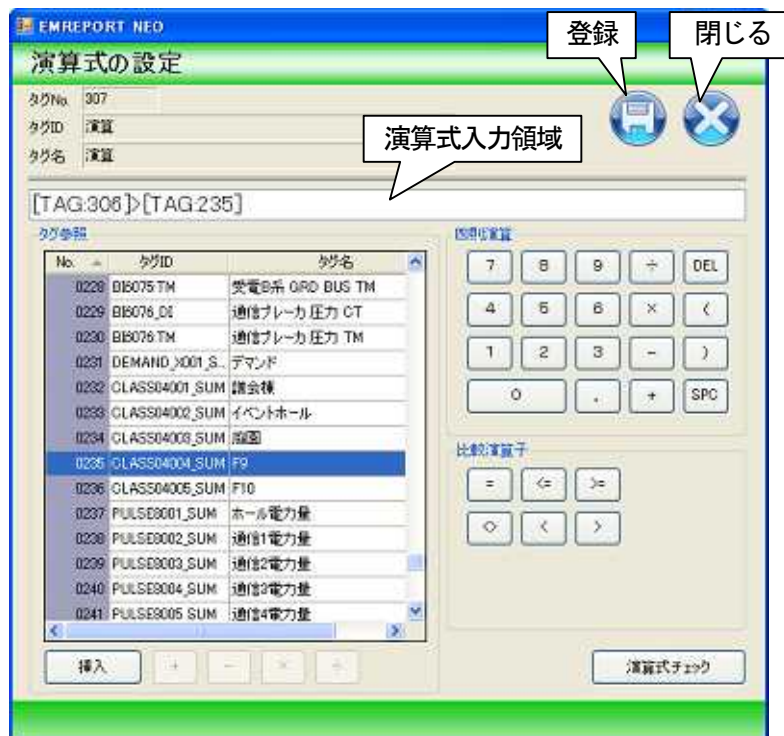 EMREPORT NEO
登録
閉じる
演算式の設定
タグNo. 307
タグID 演算
タグ名 演算
演算式入力領域
[TAG:306]>[TAG:235]
タグ参照
No. タグID タグ名
0228 BI6075 TM 受電B系 GRD BUS TM
0229 BI6076_DI 通信ブレーカ圧力 CT
0230 BI6076 TM 通信ブレーカ圧力 TM
0231 DEMAND_X001_S... デマンド
0232 CLASS04001_SUM 議会棟
0233 CLASS04002_SUM イベントホール
0234 CLASS04003_SUM
0235 CLASS04004_SUM F9
0236 CLASS04005_SUM F10
0237 PULSE9001_SUM ホール電力量
0238 PULSE9002_SUM 通信1電力量
0239 PULSE9003_SUM 通信2電力量
0240 PULSE9004_SUM 通信3電力量
0241 PULSE9005 SUM 通信4電力量
挿入 + - × ÷
四則演算
7 8 9 ÷ DEL
4 5 6 × (
1 2 3 - )
0 . + SPC
比較演算子
= <= >=
<> < >
演算式チェック